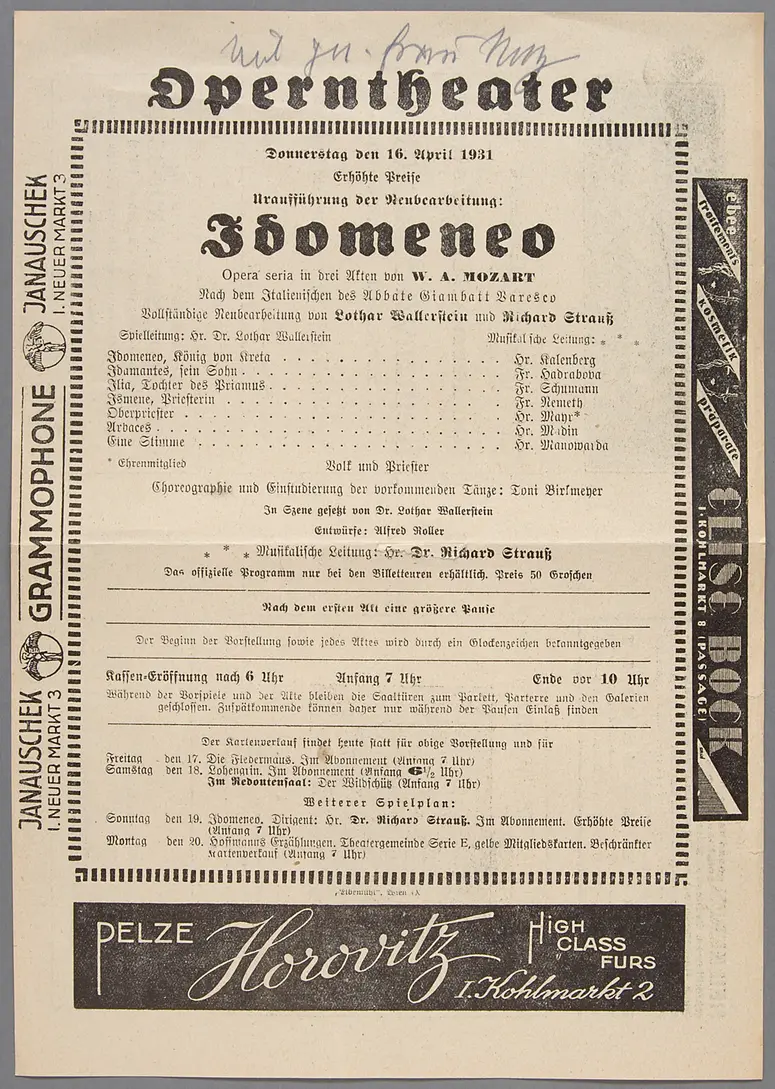 Operntheater
Donnerstag den 16. April 1931
Erhöhte Preise
Uraufführung der Neubearbeitung:
Idomeneo
Opera seria in drei Akten von W. A. MOZART
Nach dem Italienischen des Abbate Giambatt Varesco
Vollständige Neubearbeitung von Lothar Wallerstein und Richard Strauß
Spielleitung: Hr. Dr. Lothar Wallerstein Musikalische Leitung: * * *
Idomeneo, König von Kreta Hr. Kalenberg
Idamantes, sein Sohn Fr. Hadrabova
Ilia, Tochter des Priamus Fr. Schumann
Ismene, Priesterin Fr. Nemeth
Oberpriester Hr. Mayr*
Arbaces Hr. Madin
Eine Stimme Hr. Manowarda
* Ehrenmitglied Volk und Priester
Choreographie und Einstudierung der vorkommenden Tänze: Toni Birkmeyer
In Szene gesetzt von Dr. Lothar Wallerstein
Entwürfe: Alfred Roller
* * * Musikalische Leitung: Hr. Dr. Richard Strauß
Das offizielle Programm nur bei den Billetteuren erhältlich. Preis 50 Groschen
Nach dem ersten Akt eine größere Pause
Der Beginn der Vorstellung sowie jedes Aktes wird durch ein Glockenzeichen bekanntgegeben
Kassen-Eröffnung nach 6 Uhr Anfang 7 Uhr Ende vor 10 Uhr
Während der Vorspiele und der Akte bleiben die Saaltüren zum Parkett, Parterre und den Galerien
geschlossen. Zuspätkommende können daher nur während der Pausen Einlaß finden
Der Kartenverkauf findet heute statt für obige Vorstellung und für
Freitag den 17. Die Fledermaus. Im Abonnement (Anfang 7 Uhr)
Samstag den 18. Lohengrin. Im Abonnement (Anfang 6½ Uhr)
Im Redoutensaal: Der Wildschütz (Anfang 7 Uhr)
Weiterer Spielplan:
Sonntag den 19. Idomeneo. Dirigent: Hr. Dr. Richard Strauß. Im Abonnement. Erhöhte Preise
(Anfang 7 Uhr)
Montag den 20. Hoffmanns Erzählungen. Theatergemeinde Serie E, gelbe Mitgliedskarten. Beschränkter
Kartenverkauf (Anfang 7 Uhr)
„Elbemühl", Wien IX
JANAUSCHEK
I. NEUER MARKT 3
GRAMMOPHONE
JANAUSCHEK
I. NEUER MARKT 3
ebee
traitements
kosmetik
präparate
ELISE BOCK
I. KOHLMARKT 8 (PASSAGE)
PELZE Horovitz HIGH
CLASS
FURS
I. Kohlmarkt 2